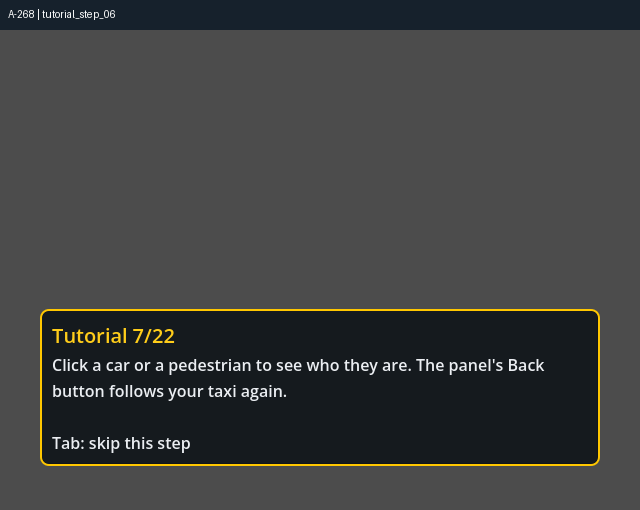 A-268 | tutorial_step_06
Tutorial 7/22
Click a car or a pedestrian to see who they are. The panel's Back
button follows your taxi again.
Tab: skip this step